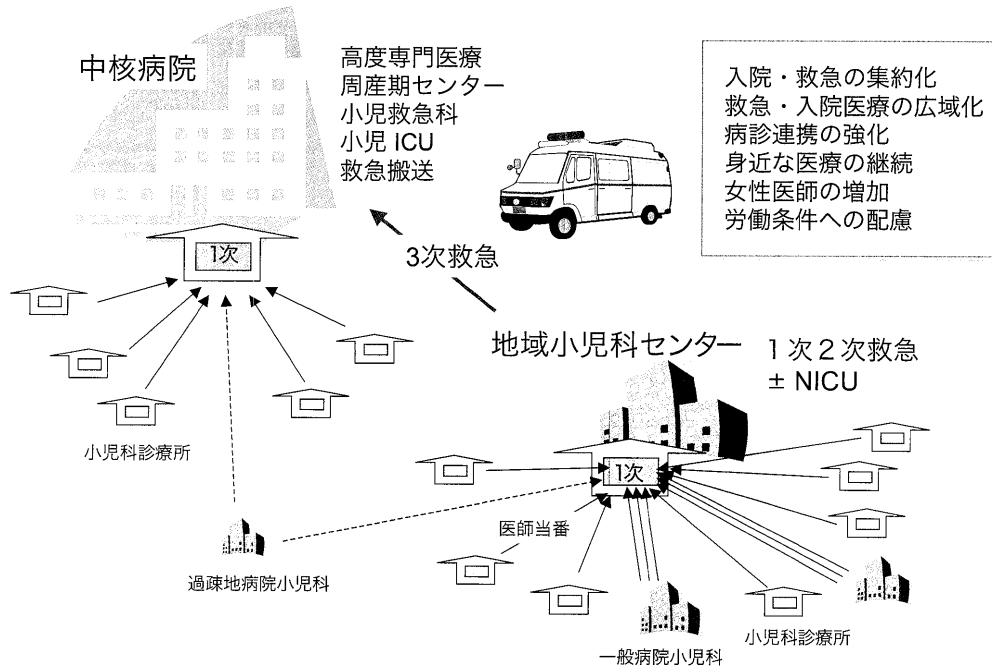 中核病院
高度専門医療
周産期センター
小児救急科
小児 ICU
救急搬送
入院・救急の集約化
救急・入院医療の広域化
病診連携の強化
身近な医療の継続
女性医師の増加
労働条件への配慮
1次
3次救急
地域小児科センター
1次2次救急
± NICU
小児科診療所
1次
医師当番
過疎地病院小児科
小児科診療所
一般病院小児科